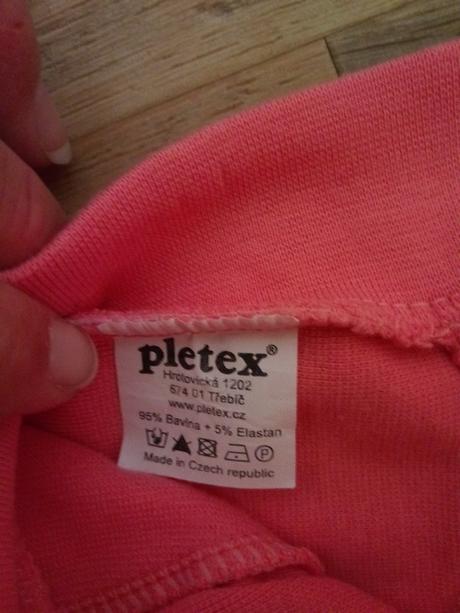 pletex®
Hrotovická 1202
674 01 Třebíč
www.pletex.cz
95% Bavlna + 5% Elastan
P
Made in Czech republic